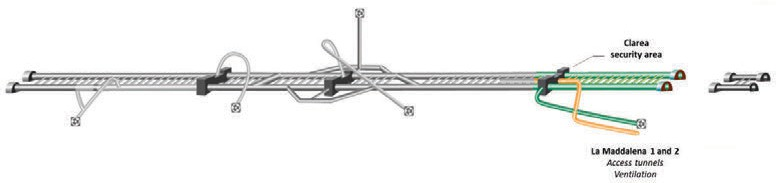 Clarea
security area
La Maddalena 1 and 2
Access tunnels
Ventilation